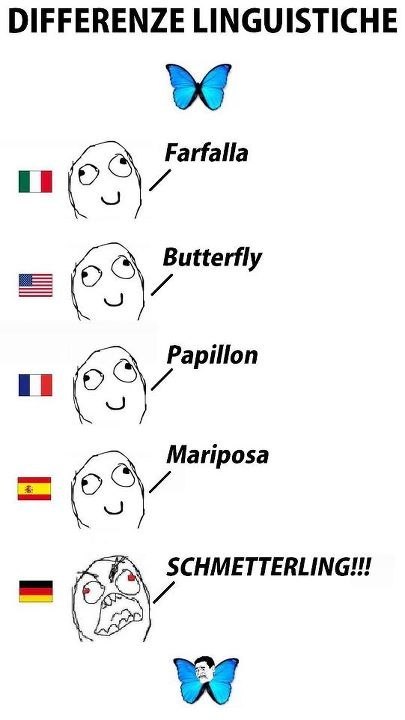 DIFFERENZE LINGUISTICHE
Farfalla
Butterfly
Papillon
Mariposa
SCHMETTERLING!!!